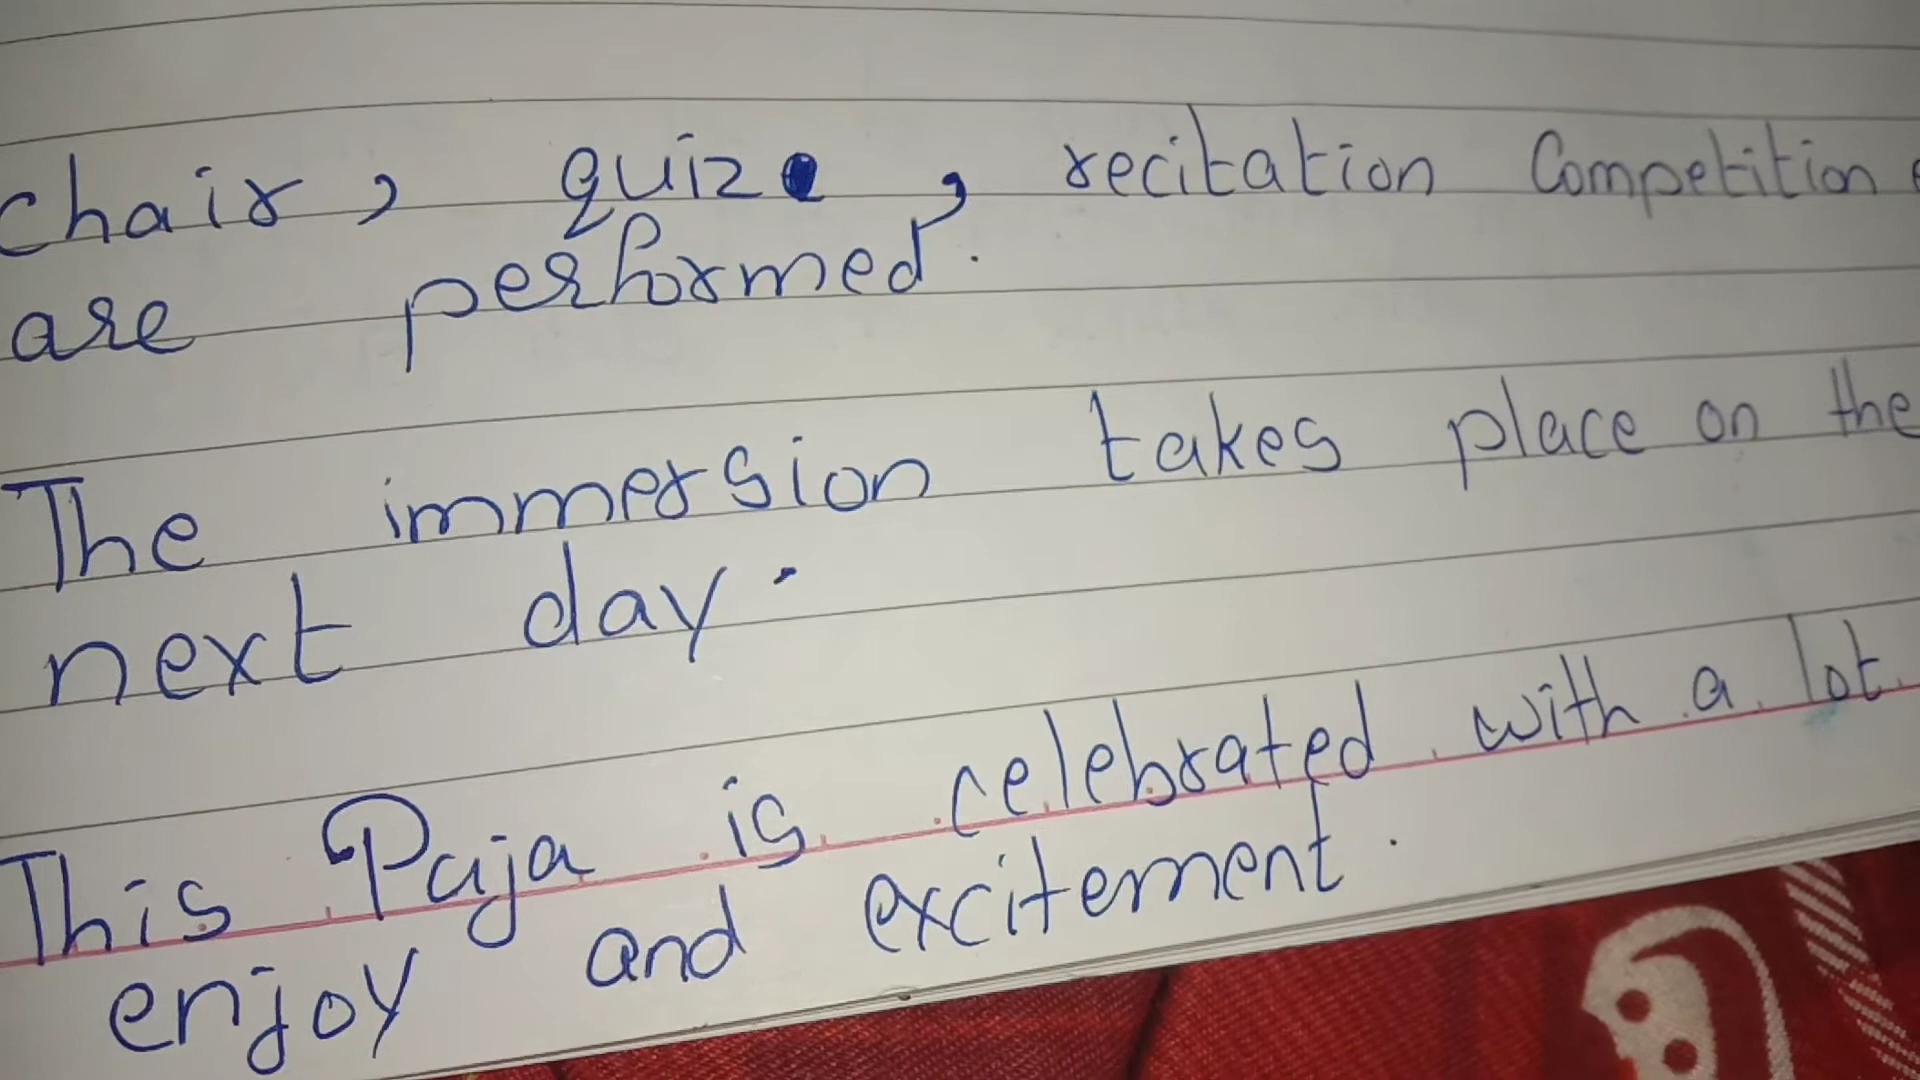 chair, quiz, recitation Competition
are performed.
The immersion takes place on the
next day.
This Puja is celebrated with a lot
enjoy and excitement.